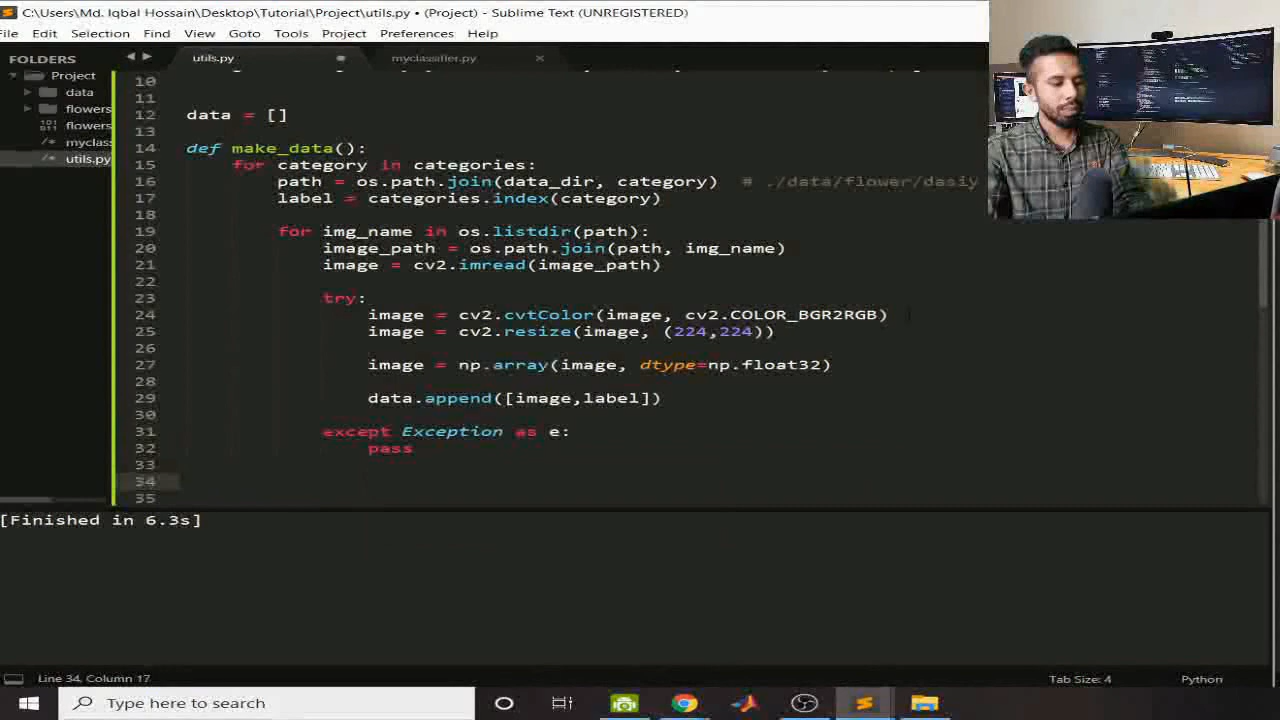 C:\Users\Md. Iqbal Hossain\Desktop\Tutorial\Project\utils.py • (Project) - Sublime Text (UNREGISTERED)
File Edit Selection Find View Goto Tools Project Preferences Help
FOLDERS
Project
data
flowers
flowers
myclass
utils.py
utils.py
myclassifier.py
10
11
12 data = []
13
14 def make_data():
15 for category in categories:
16 path = os.path.join(data_dir, category) # ./data/flower/dasiy
17 label = categories.index(category)
18
19 for img_name in os.listdir(path):
20 image_path = os.path.join(path, img_name)
21 image = cv2.imread(image_path)
22
23 try:
24 image = cv2.cvtColor(image, cv2.COLOR_BGR2RGB)
25 image = cv2.resize(image, (224,224))
26
27 image = np.array(image, dtype=np.float32)
28
29 data.append([image,label])
30
31 except Exception as e:
32 pass
33
34
35
[Finished in 6.3s]
Line 34, Column 17
Tab Size: 4
Python
Type here to search